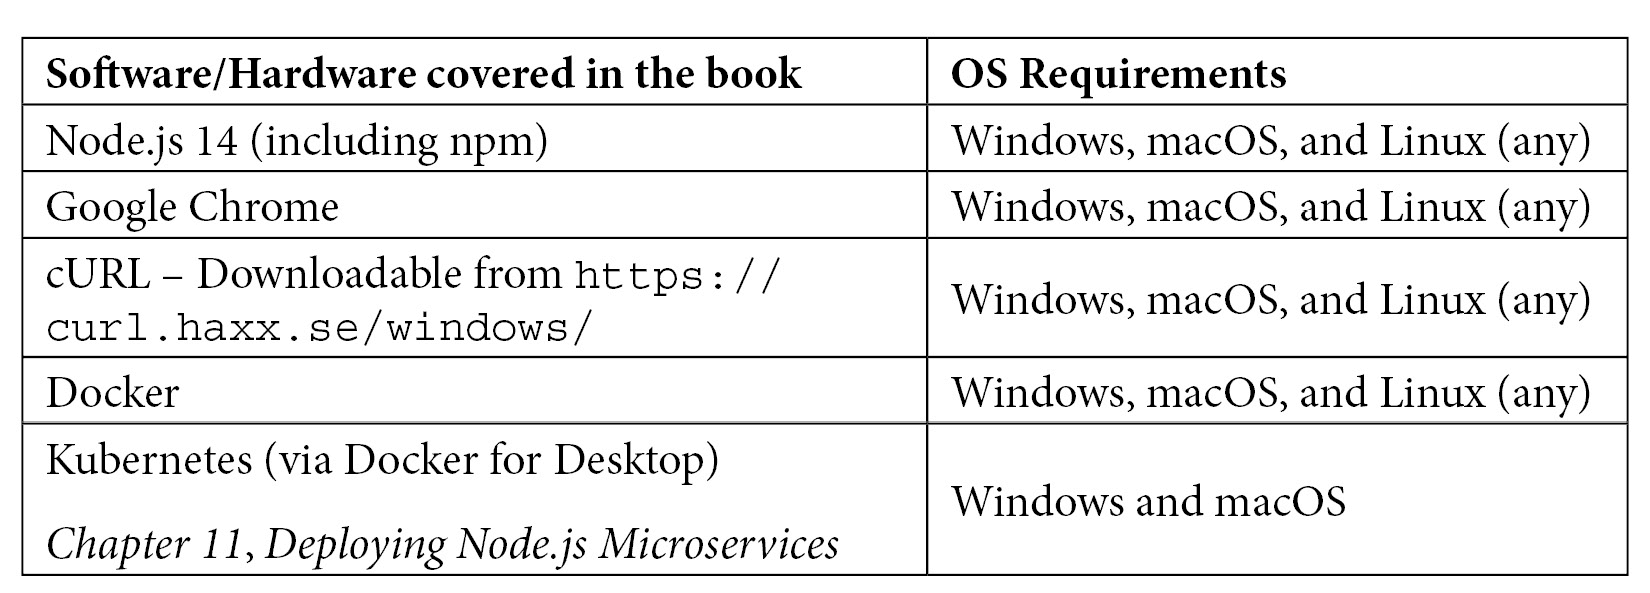 Software/Hardware covered in the book
OS Requirements
Node.js 14 (including npm)
Windows, macOS, and Linux (any)
Google Chrome
Windows, macOS, and Linux (any)
cURL – Downloadable from https://
curl.haxx.se/windows/
Windows, macOS, and Linux (any)
Docker
Windows, macOS, and Linux (any)
Kubernetes (via Docker for Desktop)
Chapter 11, Deploying Node.js Microservices
Windows and macOS